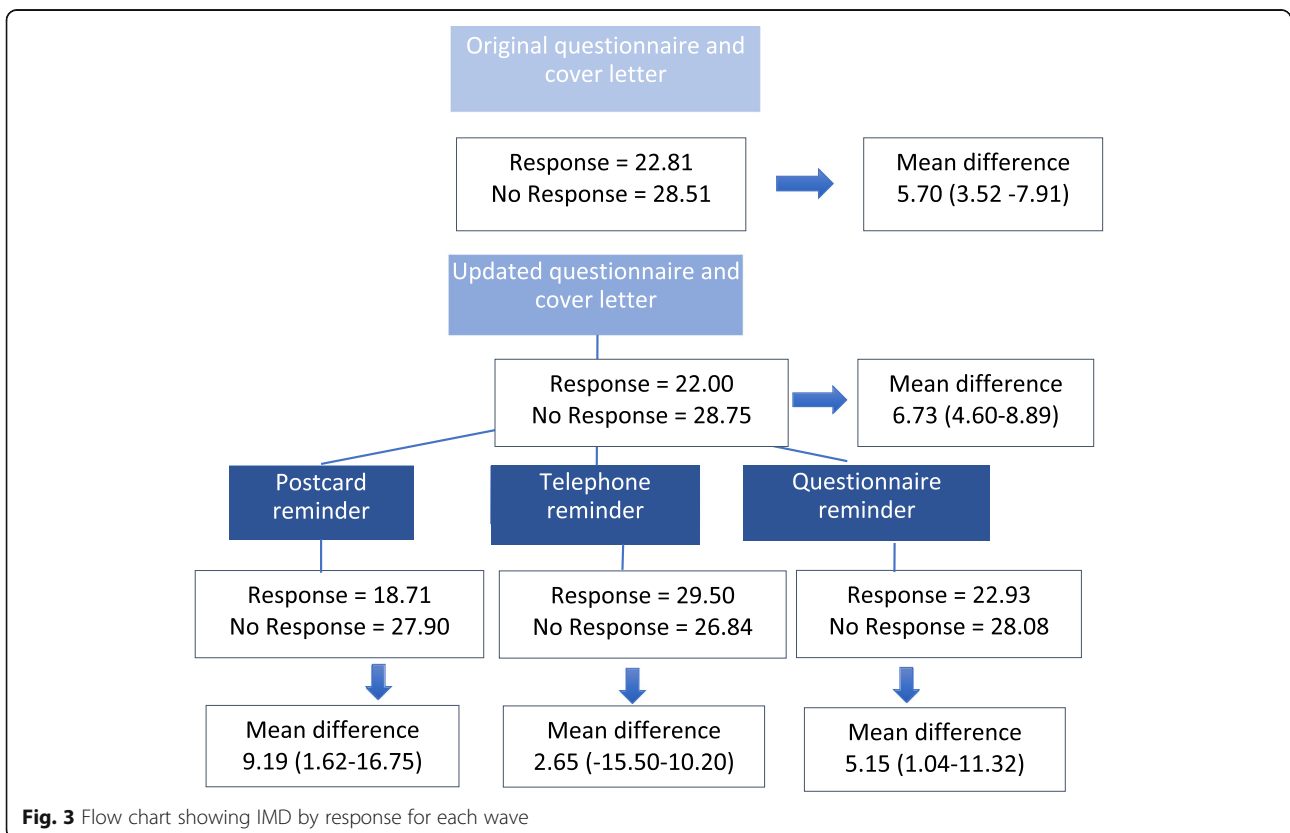 Original questionnaire and
cover letter
Response = 22.81
No Response = 28.51
Mean difference
5.70 (3.52 -7.91)
Updated questionnaire and
cover letter
Response = 22.00
No Response = 28.75
Mean difference
6.73 (4.60-8.89)
Postcard
reminder
Telephone
reminder
Questionnaire
reminder
Response = 18.71
No Response = 27.90
Response = 29.50
No Response = 26.84
Response = 22.93
No Response = 28.08
Mean difference
9.19 (1.62-16.75)
Mean difference
2.65 (-15.50-10.20)
Mean difference
5.15 (1.04-11.32)
Fig. 3 Flow chart showing IMD by response for each wave